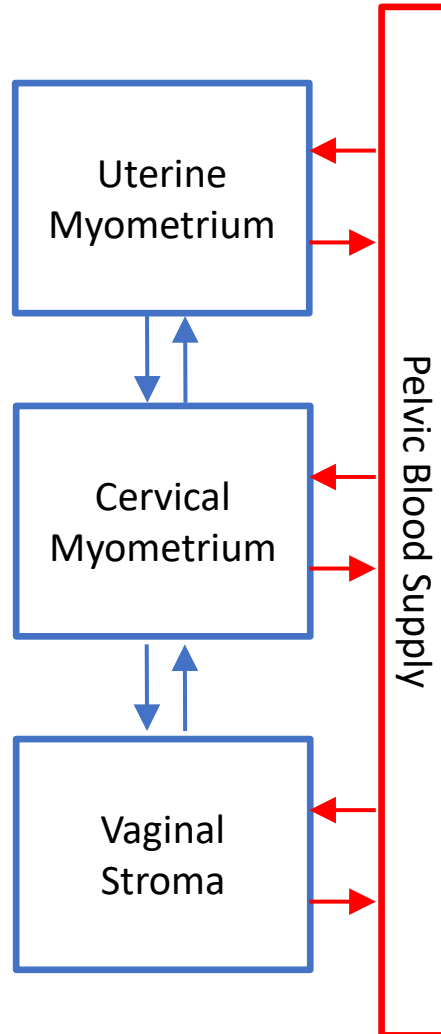 Uterine
Myometrium
Cervical
Myometrium
Vaginal
Stroma
Pelvic Blood Supply